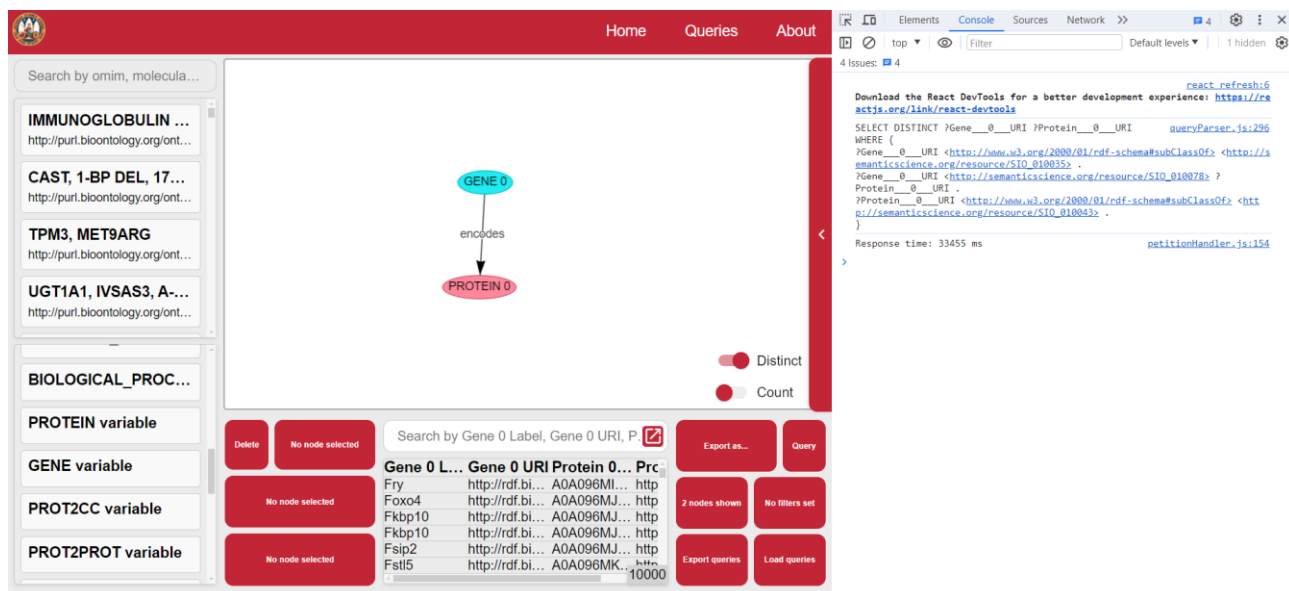 Home Queries About
Search by omim, molecula...
IMMUNOGLOBULIN ...
http://purl.bioontology.org/ont...
CAST, 1-BP DEL, 17...
http://purl.bioontology.org/ont...
TPM3, MET9ARG
http://purl.bioontology.org/ont...
UGT1A1, IVSAS3, A-...
http://purl.bioontology.org/ont...
BIOLOGICAL_PROC...
PROTEIN variable
GENE variable
PROT2CC variable
PROT2PROT variable
GENE 0
encodes
PROTEIN 0
Distinct
Count
Delete
No node selected
No node selected
No node selected
Search by Gene 0 Label, Gene 0 URI, P.
Gene 0 L... Gene 0 URI Protein 0... Prc
Fry http://rdf.bi... A0A096MI... http
Foxo4 http://rdf.bi... A0A096MJ... http
Fkbp10 http://rdf.bi... A0A096MJ... http
Fkbp10 http://rdf.bi... A0A096MJ... http
Fsip2 http://rdf.bi... A0A096MJ... http
Fstl5 http://rdf.bi... A0A096MK... http
10000
Export as...
Query
2 nodes shown
No filters set
Export queries
Load queries
Elements Console Sources Network >> 4
top Filter Default levels 1 hidden
4 Issues: 4
react refresh:6
Download the React DevTools for a better development experience: https://re
actjs.org/link/react-devtools
SELECT DISTINCT ?Gene___0___URI ?Protein___0___URI queryParser.js:296
WHERE {
?Gene___0___URI <http://www.w3.org/2000/01/rdf-schema#subClassOf> <http://s
emanticscience.org/resource/SIO_010035> .
?Gene___0___URI <http://semanticscience.org/resource/SIO_010078> ?
Protein___0___URI .
?Protein___0___URI <http://www.w3.org/2000/01/rdf-schema#subClassOf> <htt
p://semanticscience.org/resource/SIO_010043> .
}
Response time: 33455 ms petitionHandler.js:154